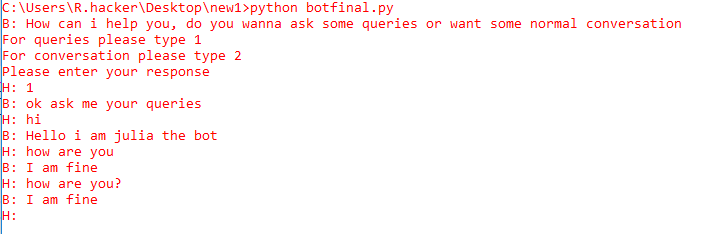 C:\Users\R.hacker\Desktop\new1>python botfinal.py
B: How can i help you, do you wanna ask some queries or want some normal conversation
For queries please type 1
For conversation please type 2
Please enter your response
H: 1
B: ok ask me your queries
H: hi
B: Hello i am julia the bot
H: how are you
B: I am fine
H: how are you?
B: I am fine
H: